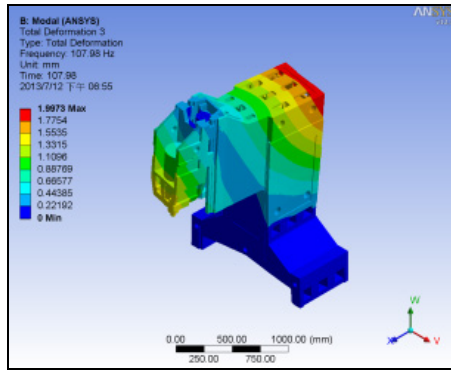 B: Modal (ANSYS)
Total Deformation 3
Type: Total Deformation
Frequency: 107.98 Hz
Unit: mm
Time: 107.98
2013/7/12 下午 06:55
1.9973 Max
1.7754
1.5535
1.3315
1.1096
0.88769
0.66577
0.44385
0.22192
0 Min
0.00 500.00 1000.00 (mm)
250.00 750.00
W
X V